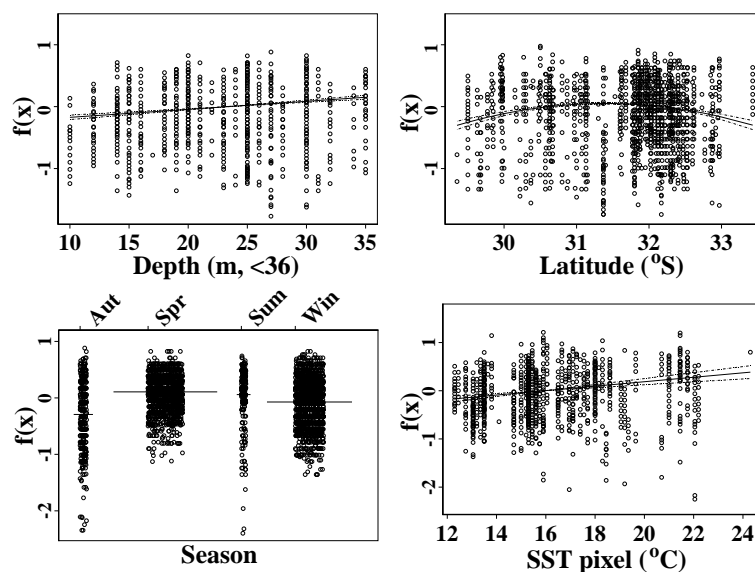 f(x)
1
0
-1
10 15 20 25 30 35
Depth (m, <36)
f(x)
1
0
-1
30 31 32 33
Latitude (°S)
Aut Spr Sum Win
f(x)
1
0
-1
-2
Season
f(x)
1
0
-1
-2
12 14 16 18 20 22 24
SST pixel (°C)